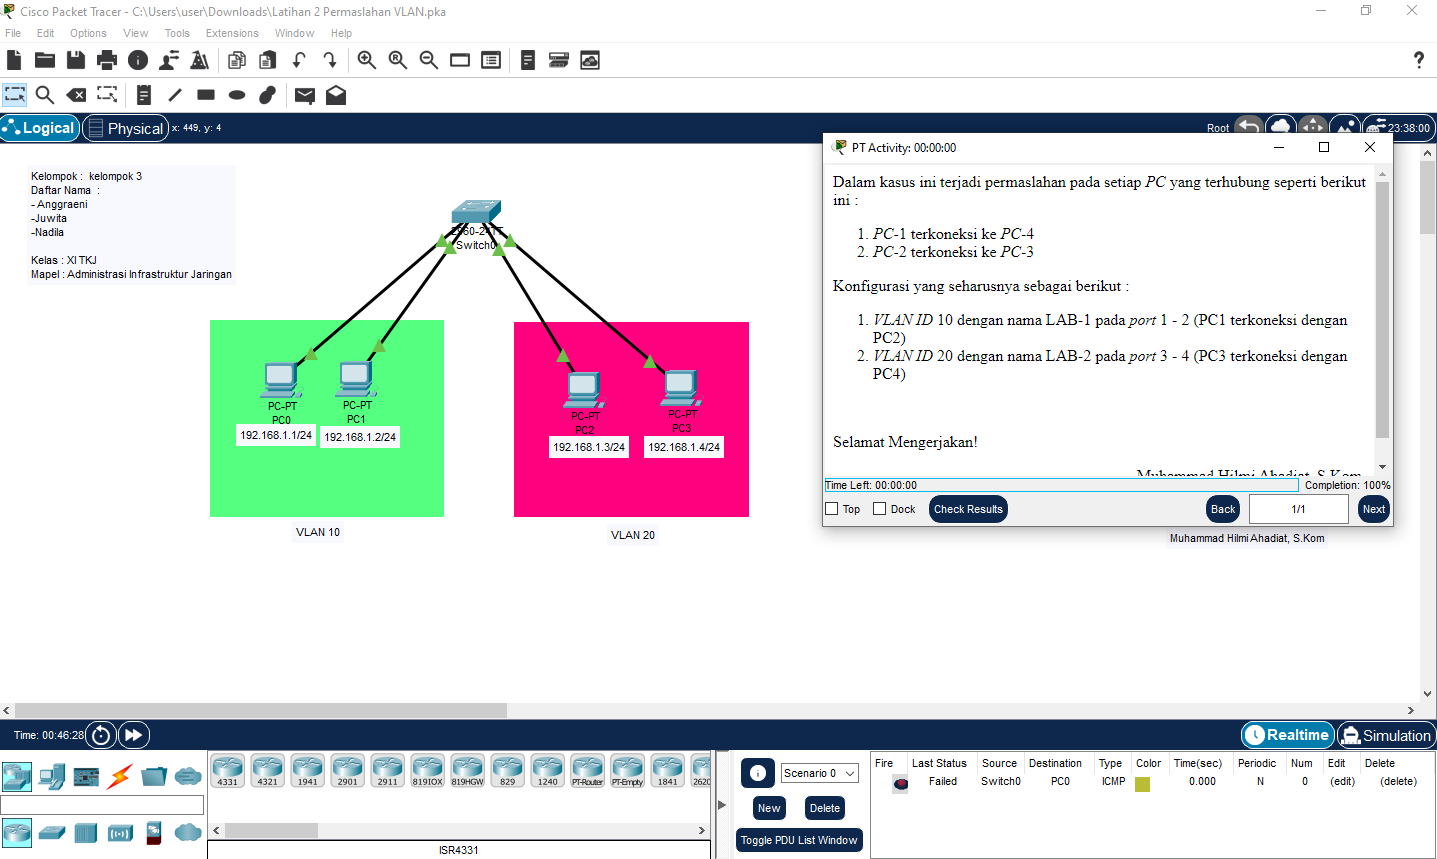 Cisco Packet Tracer - C:\Users\user\Downloads\Latihan 2 Permaslahan VLAN.pka
File Edit Options View Tools Extensions Window Help
Logical Physical x: 449, y: 4 Root 23:38:00
Kelompok : kelompok 3
Daftar Nama :
- Anggraeni
-Juwita
-Nadila
Kelas : XI TKJ
Mapel : Administrasi Infrastruktur Jaringan
2960-24TT
Switch0
PC-PT
PC0
192.168.1.1/24
PC-PT
PC1
192.168.1.2/24
PC-PT
PC2
192.168.1.3/24
PC-PT
PC3
192.168.1.4/24
VLAN 10
VLAN 20
PT Activity: 00:00:00
Dalam kasus ini terjadi permaslahan pada setiap PC yang terhubung seperti berikut
ini :
1. PC-1 terkoneksi ke PC-4
2. PC-2 terkoneksi ke PC-3
Konfigurasi yang seharusnya sebagai berikut :
1. VLAN ID 10 dengan nama LAB-1 pada port 1 - 2 (PC1 terkoneksi dengan
PC2)
2. VLAN ID 20 dengan nama LAB-2 pada port 3 - 4 (PC3 terkoneksi dengan
PC4)
Selamat Mengerjakan!
Muhammad Hilmi Ahadiat, S.Kom
Time Left: 00:00:00 Completion: 100%
Top Dock Check Results Back 1/1 Next
Muhammad Hilmi Ahadiat, S.Kom
Time: 00:46:28 Realtime Simulation
4331 4321 1941 2901 2911 819IOX 819HGW 829 1240 PT-Router PT-Empty 1841 2620
ISR4331
Scenario 0
New Delete
Toggle PDU List Window
Fire Last Status Source Destination Type Color Time(sec) Periodic Num Edit Delete
Failed Switch0 PC0 ICMP 0.000 N 0 (edit) (delete)